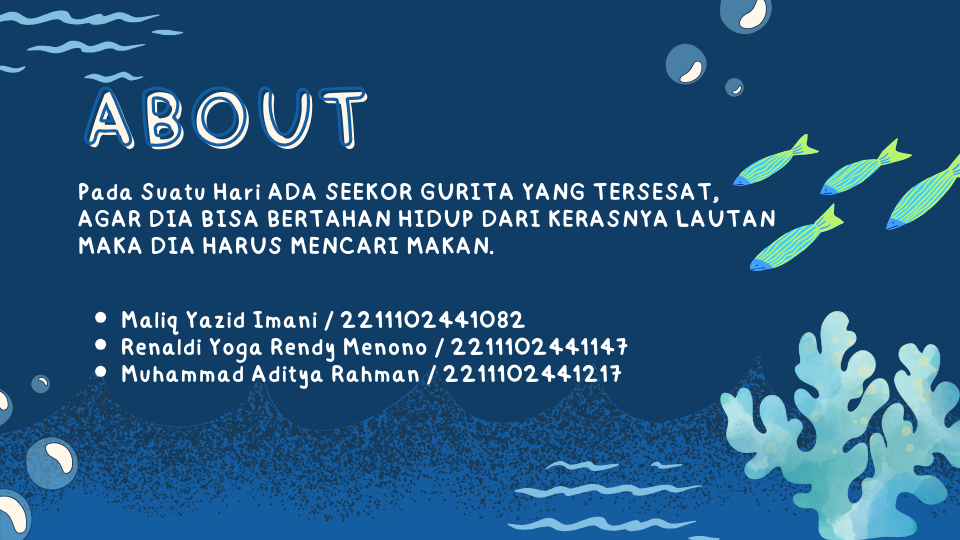 ABOUT
Pada Suatu Hari ADA SEEKOR GURITA YANG TERSESAT,
AGAR DIA BISA BERTAHAN HIDUP DARI KERASNYA LAUTAN
MAKA DIA HARUS MENCARI MAKAN.
• Maliq Yazid Imani / 2211102441082
• Renaldi Yoga Rendy Menono / 2211102441147
• Muhammad Aditya Rahman / 2211102441217